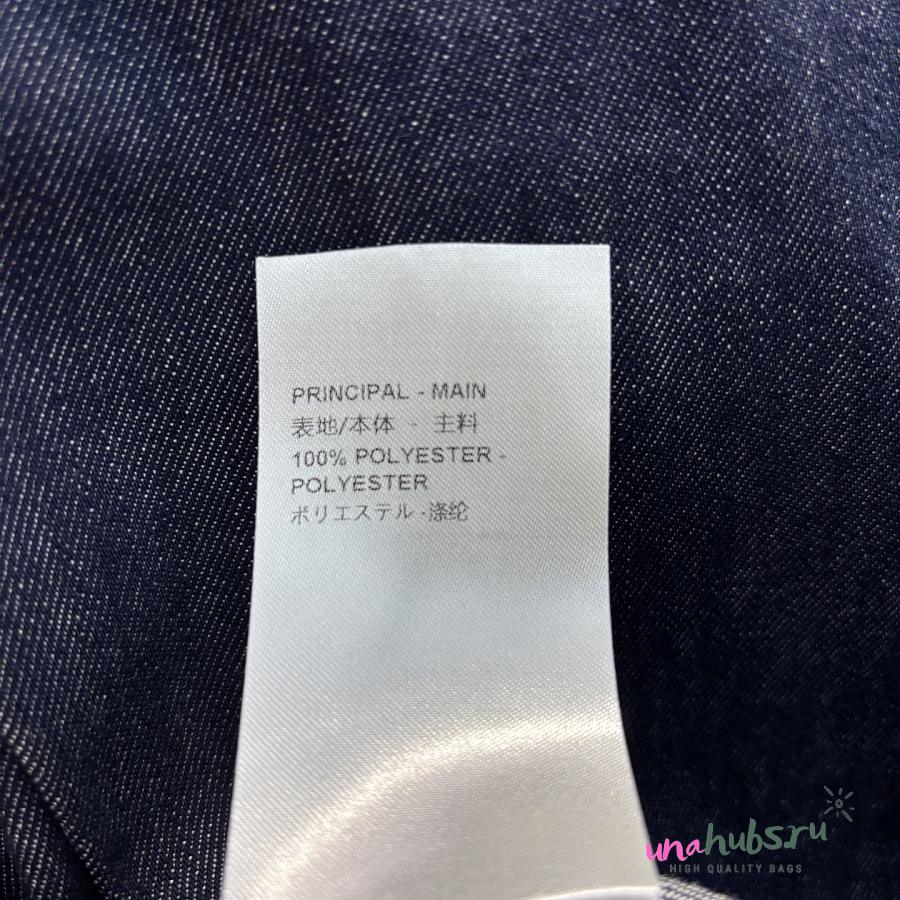 PRINCIPAL - MAIN
表地/本体 - 主料
100% POLYESTER -
POLYESTER
ポリエステル -涤纶
unahubs.ru
HIGH QUALITY BAGS